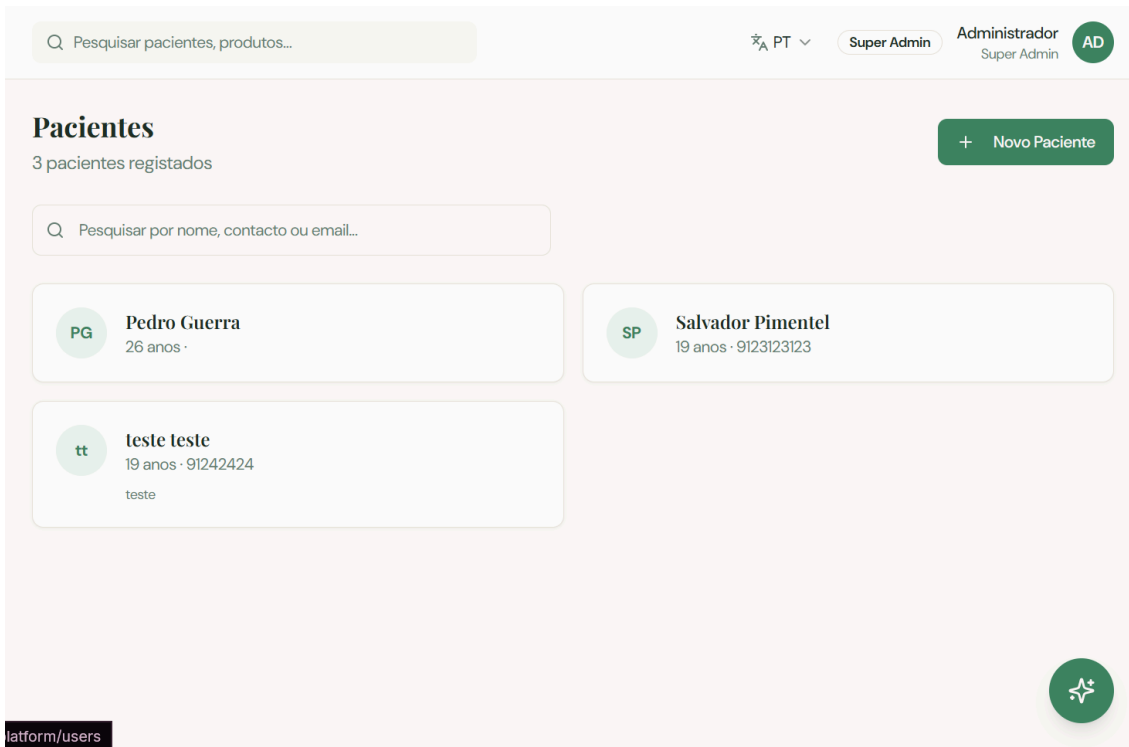 Pesquisar pacientes, produtos...
PT
Super Admin
Administrador
Super Admin
AD
Pacientes
3 pacientes registados
+ Novo Paciente
Pesquisar por nome, contacto ou email...
PG
Pedro Guerra
26 anos ·
SP
Salvador Pimentel
19 anos · 9123123123
tt
teste teste
19 anos · 91242424
teste
latform/users